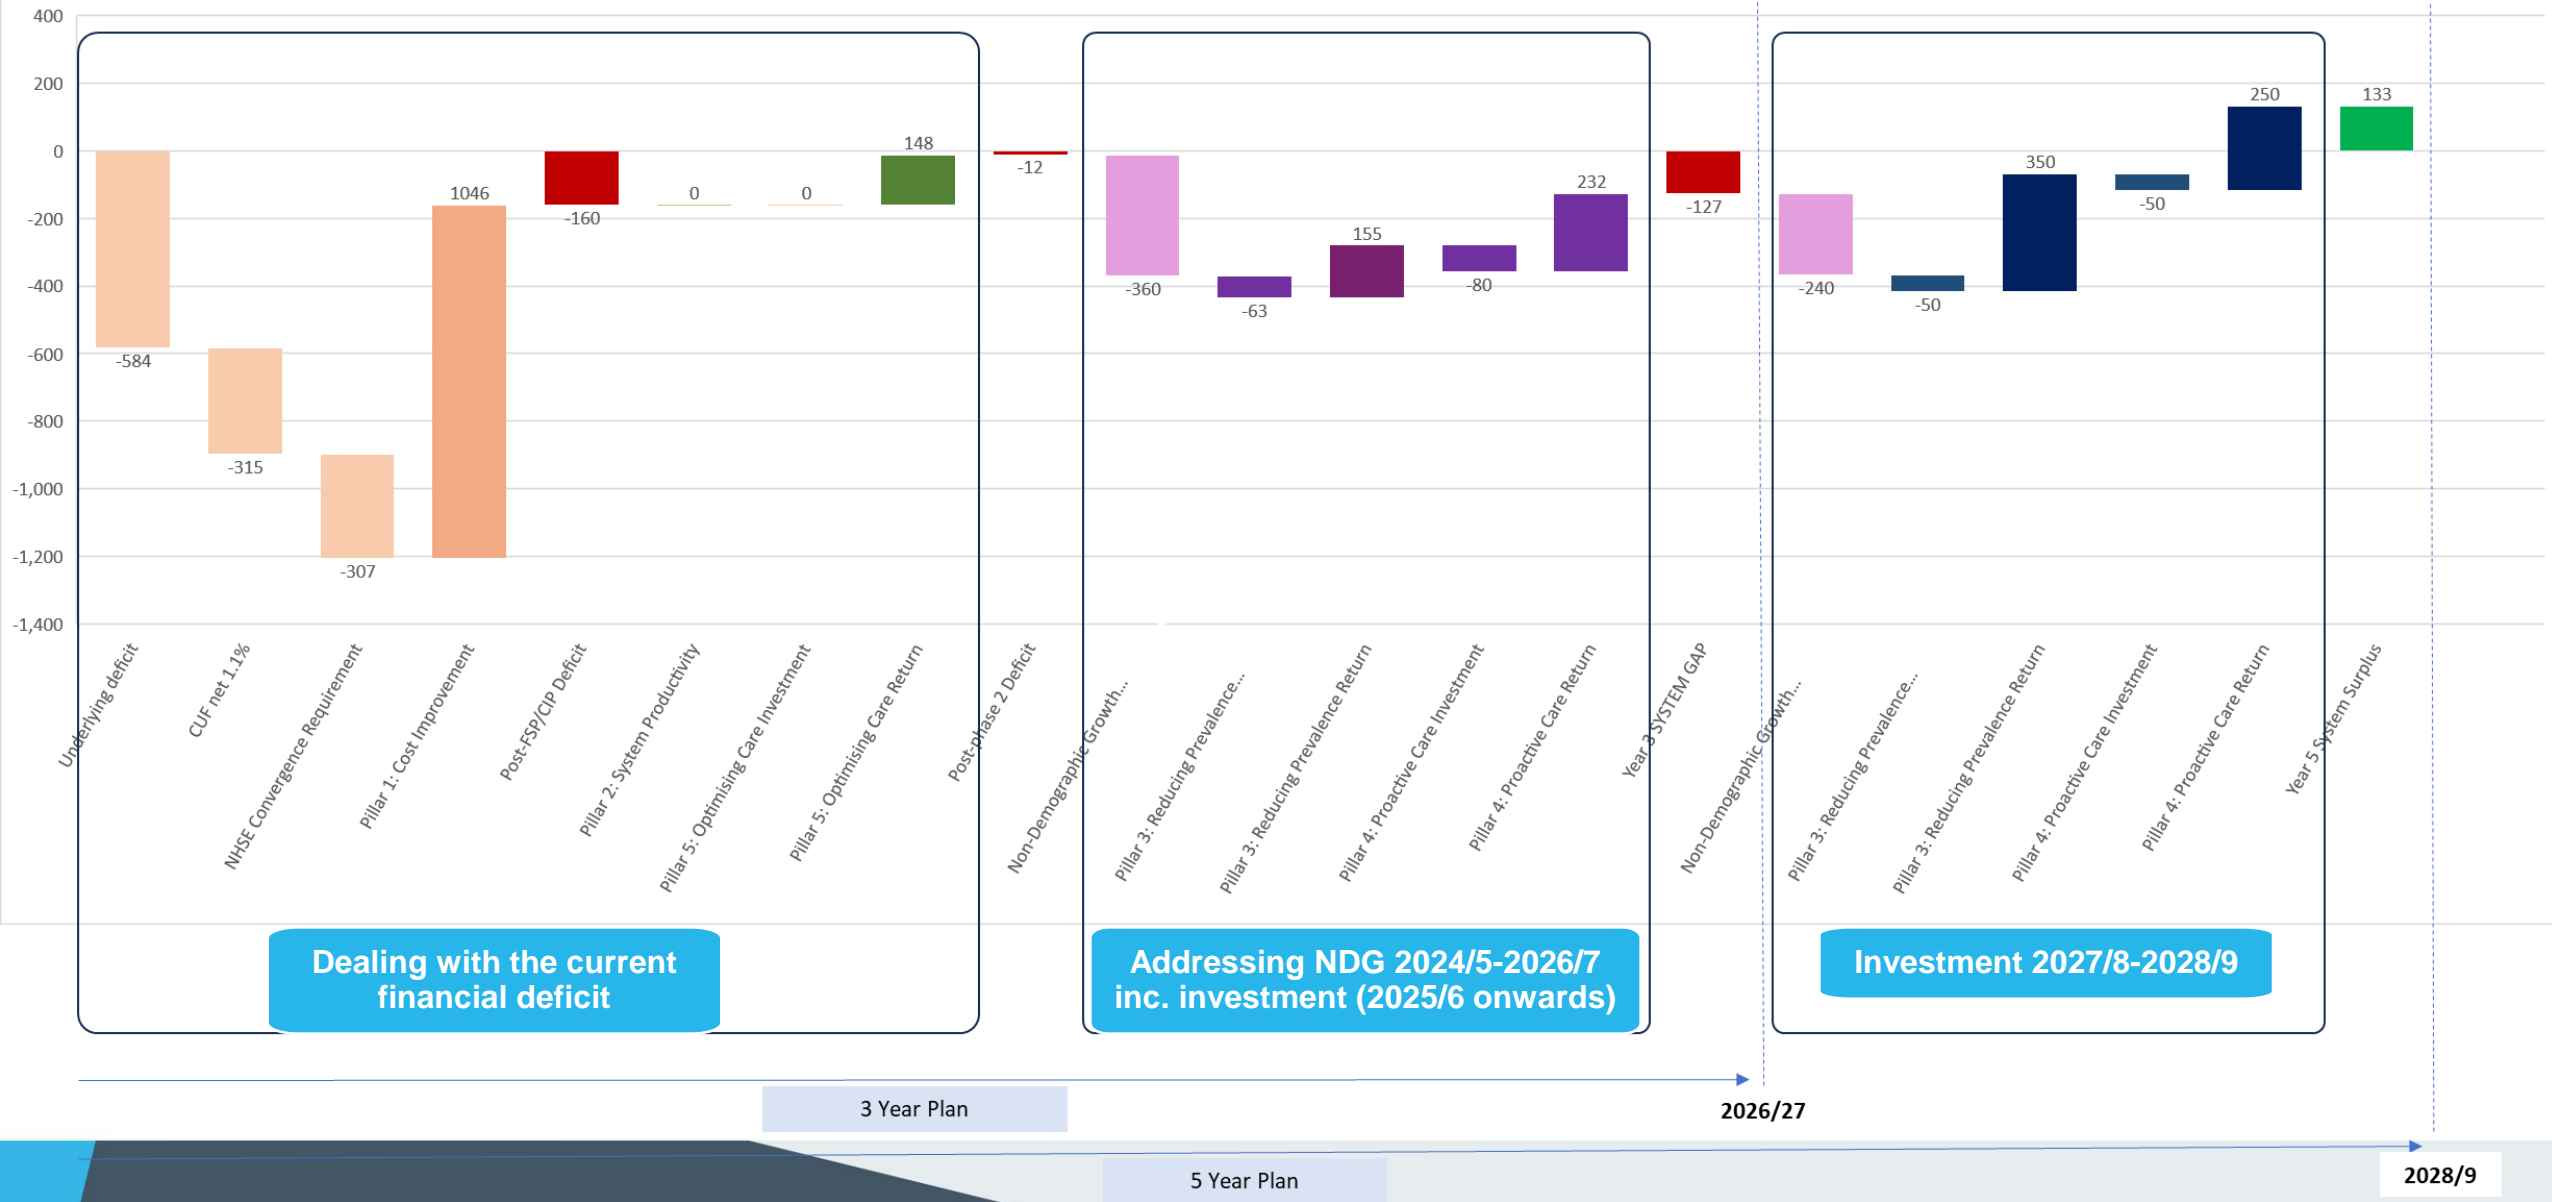 400
200
0
-200
-400
-600
-800
-1,000
-1,200
-1,400
-584
-315
-307
1046
-160
0
0
148
-12
-360
-63
155
-80
232
-127
-240
-50
350
-50
250
133
Underlying deficit
CUF net 1.1%
NHSE Convergence Requirement
Pillar 1: Cost Improvement
Post-FSP/CIP Deficit
Pillar 2: System Productivity
Pillar 5: Optimising Care Investment
Pillar 5: Optimising Care Return
Post-phase 2 Deficit
Non-Demographic Growth...
Pillar 3: Reducing Prevalence...
Pillar 3: Reducing Prevalence Return
Pillar 4: Proactive Care Investment
Pillar 4: Proactive Care Return
Year 3 SYSTEM GAP
Non-Demographic Growth...
Pillar 3: Reducing Prevalence...
Pillar 3: Reducing Prevalence Return
Pillar 4: Proactive Care Investment
Pillar 4: Proactive Care Return
Year 5 System Surplus
Dealing with the current
financial deficit
Addressing NDG 2024/5-2026/7
inc. investment (2025/6 onwards)
Investment 2027/8-2028/9
3 Year Plan
2026/27
5 Year Plan
2028/9